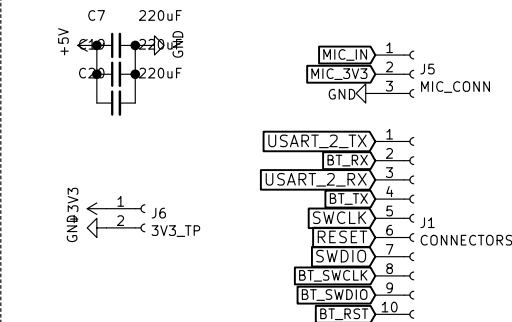 C7 220uF
+5V C19 220uF GND
C20 220uF
MIC_IN 1
MIC_3V3 2 J5
GND 3 MIC_CONN
USART_2_TX 1
BT_RX 2
USART_2_RX 3
BT_TX 4
+3V3 1 J6
GND 2 3V3_TP
SWCLK 5 J1
RESET 6 CONNECTORS
SWDIO 7
BT_SWCLK 8
BT_SWDIO 9
BT_RST 10